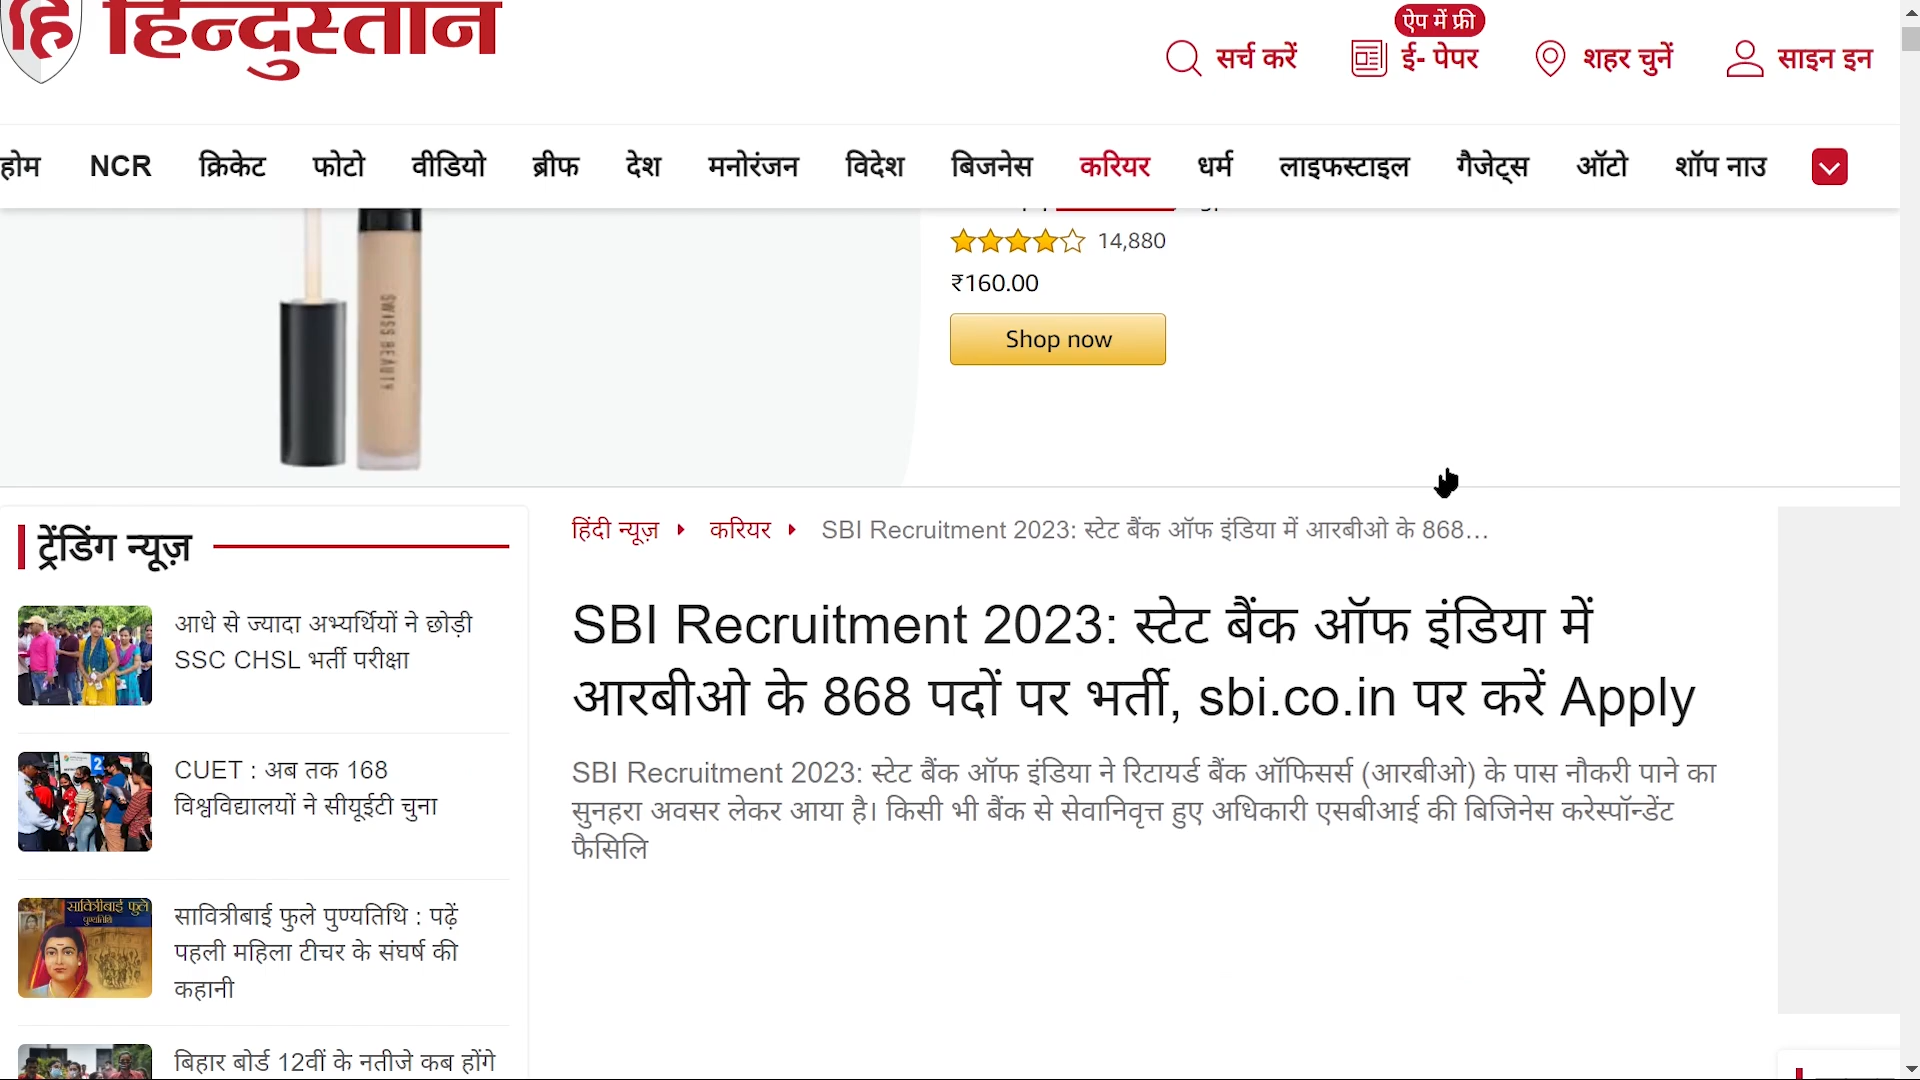 हि हिन्दुस्तान
ऐप में फ्री
सर्च करें ई- पेपर शहर चुनें साइन इन
होम NCR क्रिकेट फोटो वीडियो ब्रीफ देश मनोरंजन विदेश बिजनेस करियर धर्म लाइफस्टाइल गैजेट्स ऑटो शॉप नाउ
14,880
₹160.00
Shop now
SWISS BEAUTY
ट्रेंडिंग न्यूज़
आधे से ज्यादा अभ्यर्थियों ने छोड़ी
SSC CHSL भर्ती परीक्षा
2
CUET : अब तक 168
विश्वविद्यालयों ने सीयूईटी चुना
सावित्रीबाई फुले
पुण्यतिथि
सावित्रीबाई फुले पुण्यतिथि : पढ़ें
पहली महिला टीचर के संघर्ष की
कहानी
बिहार बोर्ड 12वीं के नतीजे कब होंगे
हिंदी न्यूज़ करियर SBI Recruitment 2023: स्टेट बैंक ऑफ इंडिया में आरबीओ के 868...
SBI Recruitment 2023: स्टेट बैंक ऑफ इंडिया में
आरबीओ के 868 पदों पर भर्ती, sbi.co.in पर करें Apply
SBI Recruitment 2023: स्टेट बैंक ऑफ इंडिया ने रिटायर्ड बैंक ऑफिसर्स (आरबीओ) के पास नौकरी पाने का
सुनहरा अवसर लेकर आया है। किसी भी बैंक से सेवानिवृत्त हुए अधिकारी एसबीआई की बिजिनेस करेस्पॉन्डेंट
फैसिलि